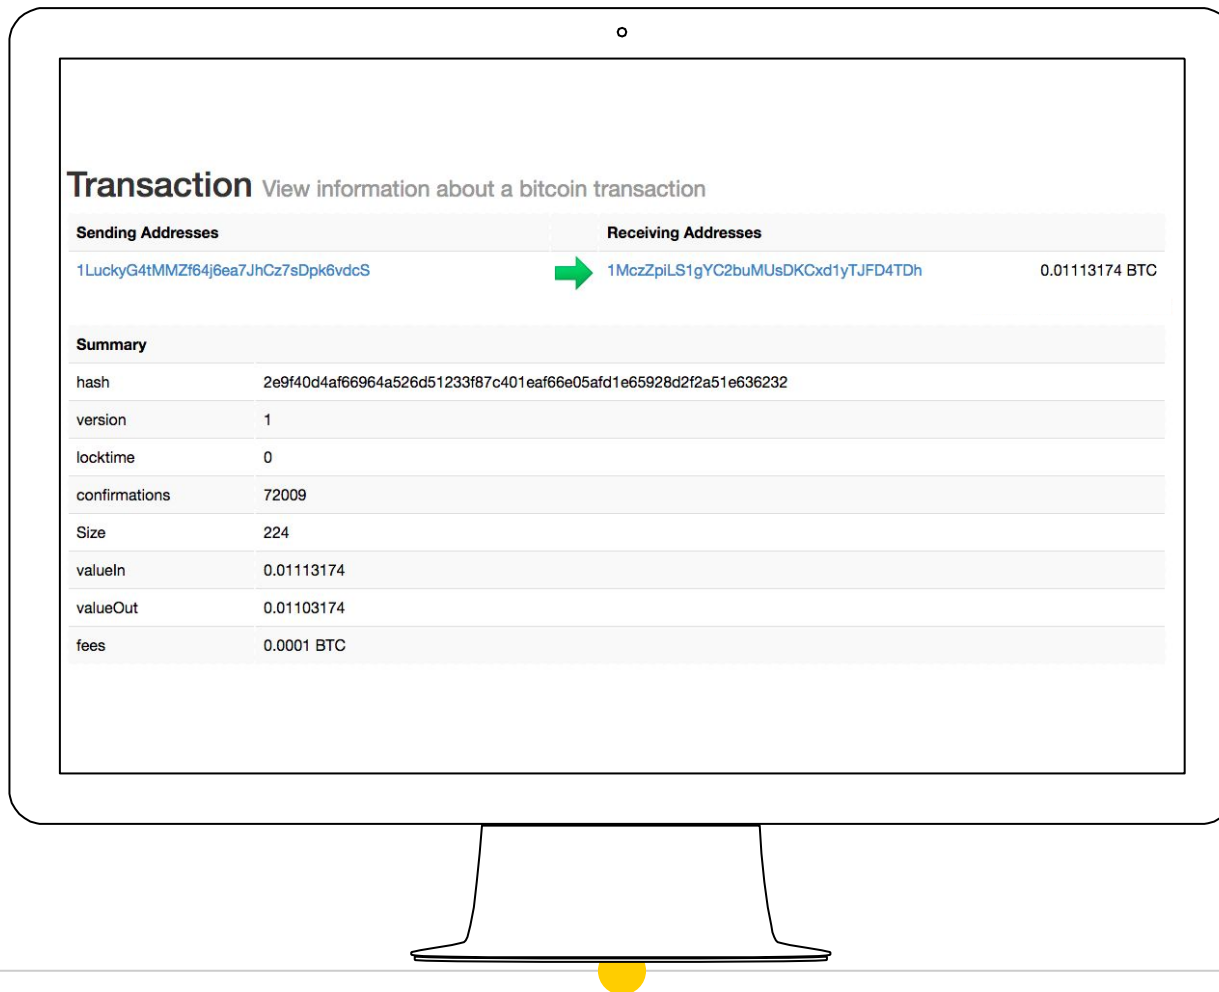 Transaction View information about a bitcoin transaction
Sending Addresses Receiving Addresses
1LuckyG4tMMZf64j6ea7JhCz7sDpk6vdcS 1MczZpiLS1gYC2buMUsDKCxd1yTJFD4TDh 0.01113174 BTC
Summary
hash 2e9f40d4af66964a526d51233f87c401eaf66e05afd1e65928d2f2a51e636232
version 1
locktime 0
confirmations 72009
Size 224
valueIn 0.01113174
valueOut 0.01103174
fees 0.0001 BTC